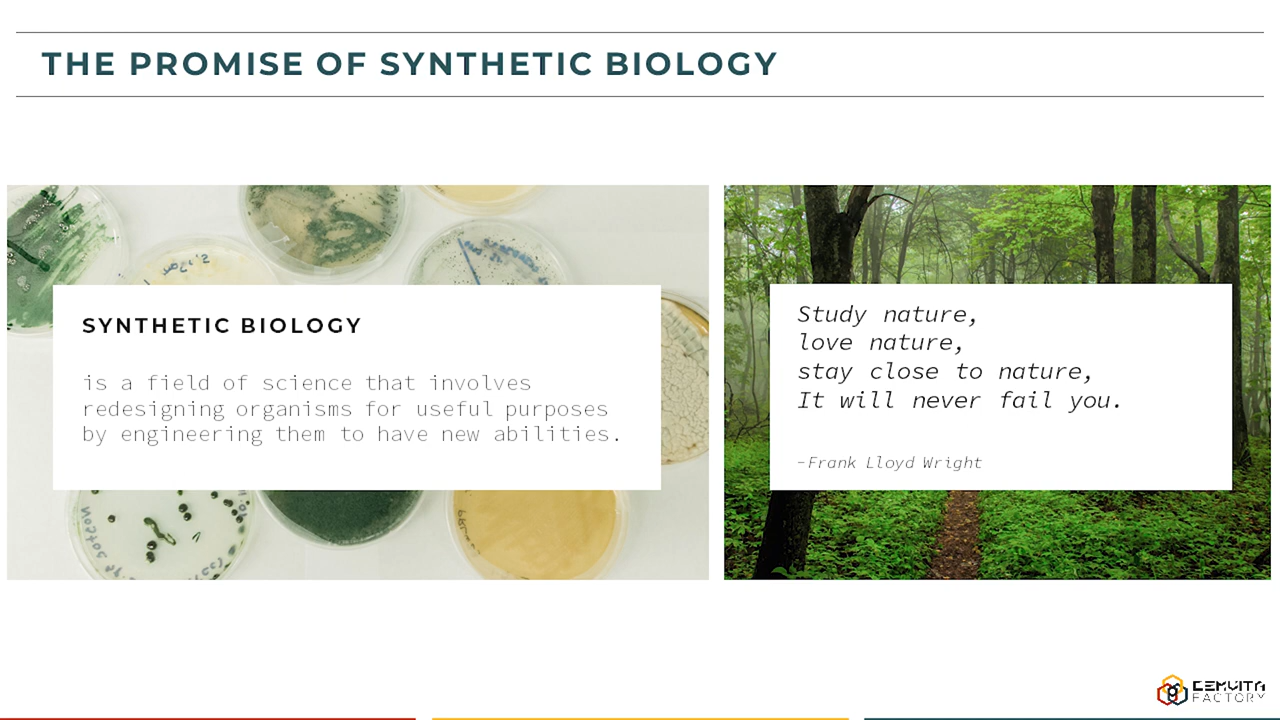 THE PROMISE OF SYNTHETIC BIOLOGY
SYNTHETIC BIOLOGY
is a field of science that involves
redesigning organisms for useful purposes
by engineering them to have new abilities.
Study nature,
love nature,
stay close to nature,
It will never fail you.
-Frank Lloyd Wright
CEMVITA
FACTORY